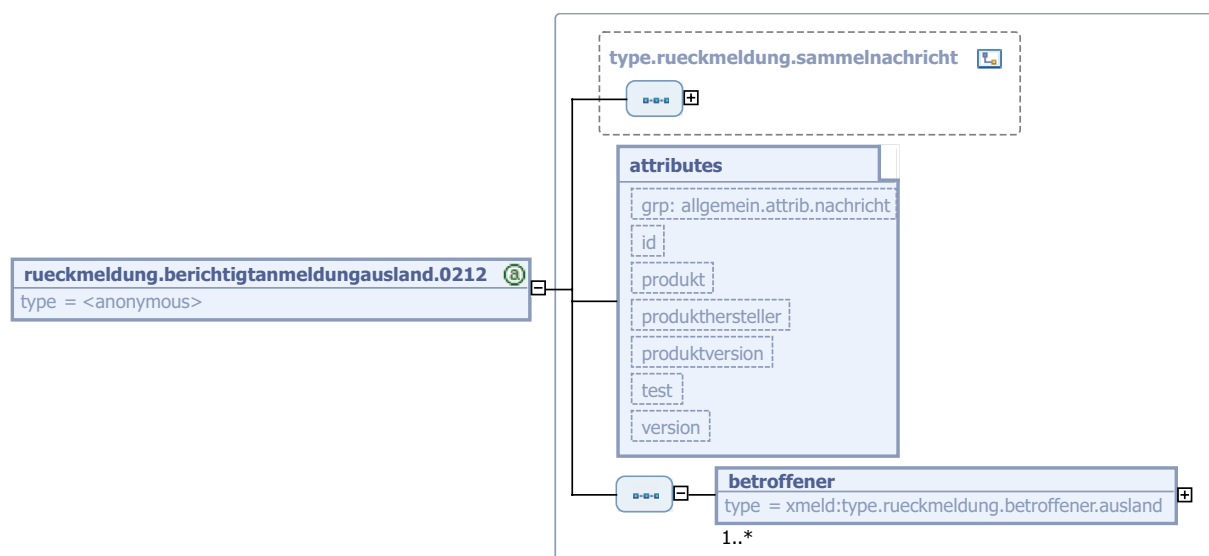 type.rueckmeldung.sammelnachricht
attributes
grp: allgemein.attrib.nachricht
id
produkt
rueckmeldung.berichtigtanmeldungausland.0212 a
type = <anonymous>
produkthersteller
produktversion
test
version
betroffener
type = xmeld:type.rueckmeldung.betroffener.ausland
1..*